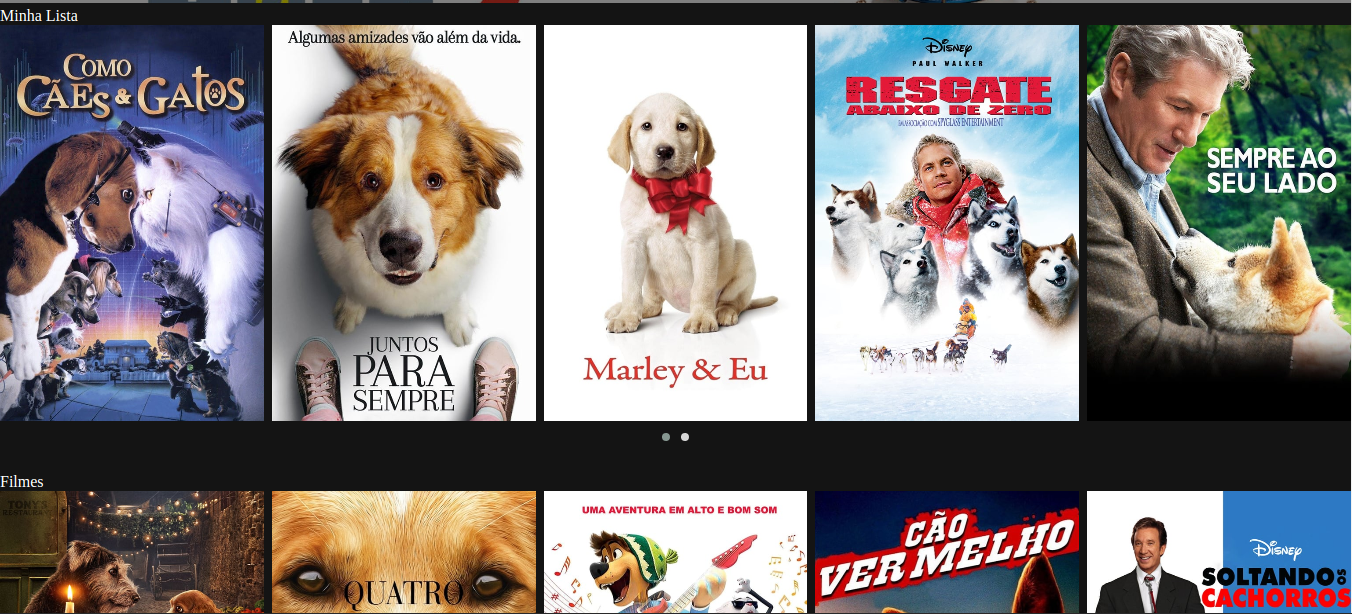 Minha Lista
COMO
CÃES & GATOS
Algumas amizades vão além da vida.
JUNTOS
PARA
SEMPRE
Marley & Eu
DISNEY
PAUL WALKER
RESGATE
ABAIXO DE ZERO
EM ASSOCIAÇÃO COM SPYGLASS ENTERTAINMENT
SEMPRE AO
SEU LADO
Filmes
TONY'S
QUATRO
UMA AVENTURA EM ALTO E BOM SOM
CÃO
VERMELHO
DISNEY
SOLTANDO OS
CACHORROS